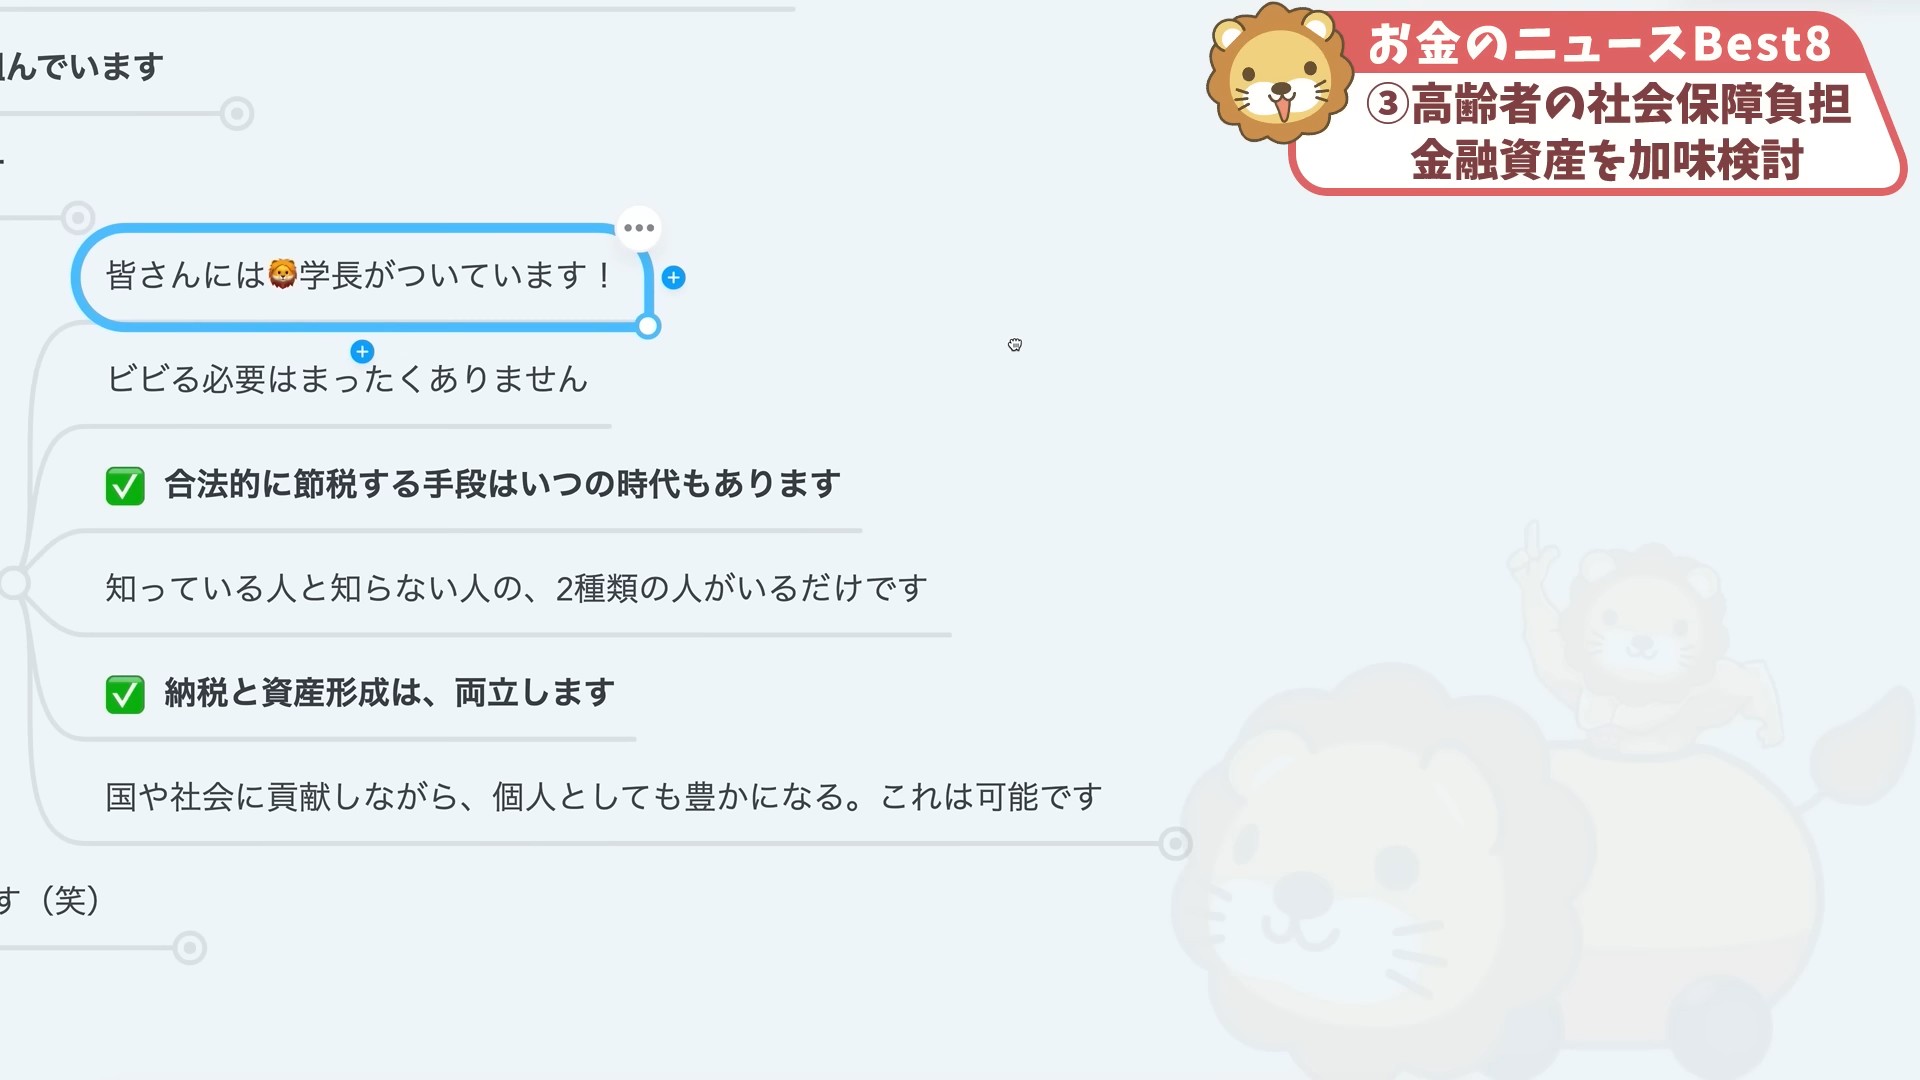 お金のニュースBest8
③高齢者の社会保障負担
金融資産を加味検討
んでいます
皆さんには🦁学長がついています！
ビビる必要はまったくありません
✅ 合法的に節税する手段はいつの時代もあります
知っている人と知らない人の、2種類の人がいるだけです
✅ 納税と資産形成は、両立します
国や社会に貢献しながら、個人としても豊かになる。これは可能です
す（笑）